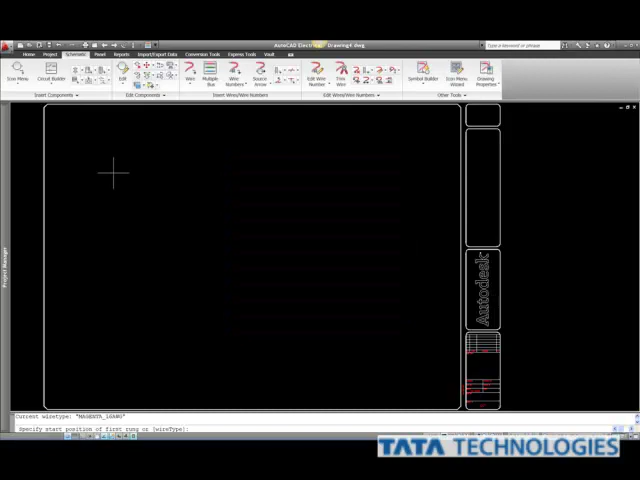 AutoCAD Electrical Drawing4.dwg
Type a keyword or phrase
Home Project Schematic Panel Reports Import/Export Data Conversion Tools Express Tools Vault
Icon Menu
Circuit Builder
Edit
Wire
Multiple Bus
Wire Numbers
Source Arrow
Edit Wire Number
Trim Wire
Symbol Builder
Icon Menu Wizard
Drawing Properties
Insert Components
Edit Components
Insert Wires/Wire Numbers
Edit Wires/Wire Numbers
Other Tools
Project Manager
Autodesk
Current wiretype: "MAGENTA_16AWG"
Specify start position of first rung or [wireType]:
TATA TECHNOLOGIES